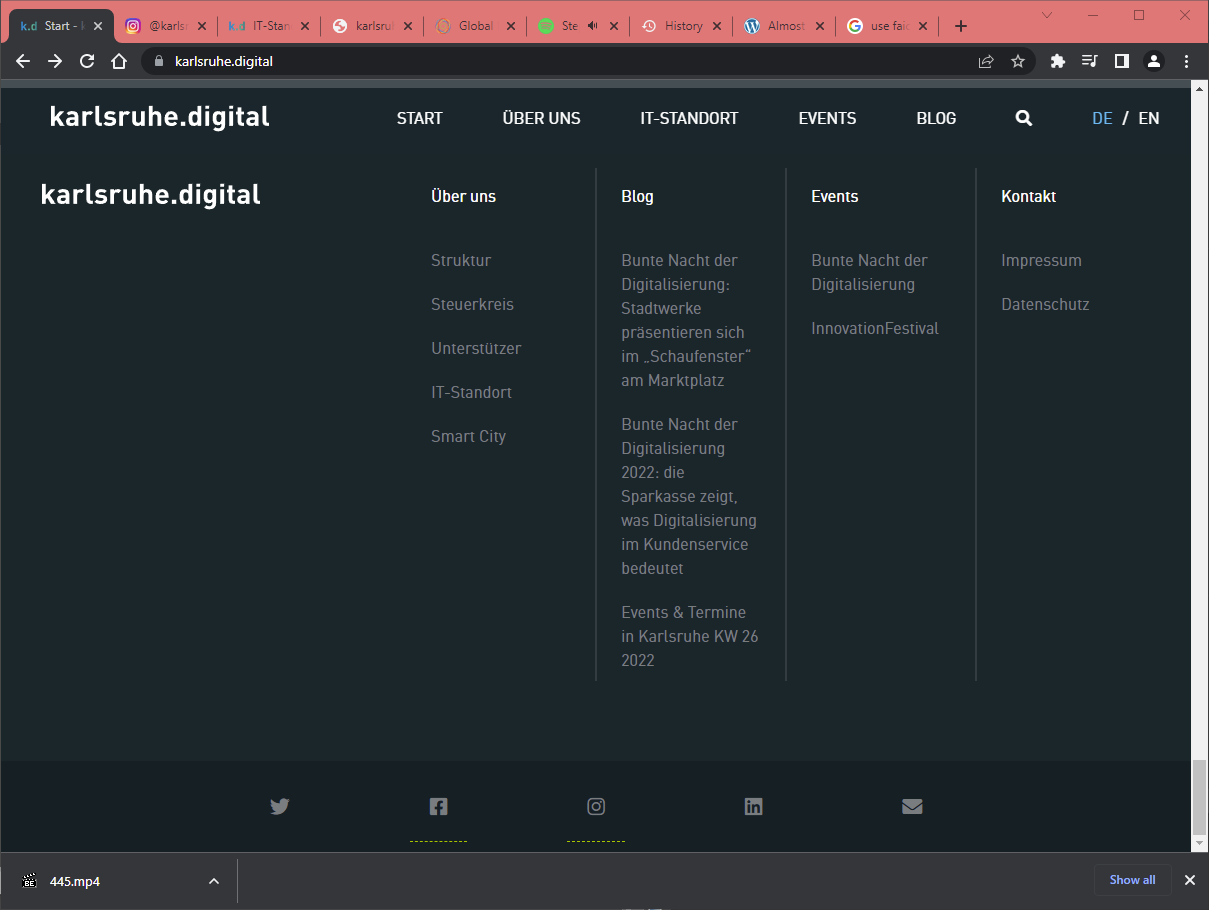 k.d Start - k
@karlsr
k.d IT-Stan
karlsruh
Global
Ste
History
Almost
use faic
karlsruhe.digital
karlsruhe.digital
START
ÜBER UNS
IT-STANDORT
EVENTS
BLOG
DE / EN
karlsruhe.digital
Über uns
Struktur
Steuerkreis
Unterstützer
IT-Standort
Smart City
Blog
Bunte Nacht der
Digitalisierung:
Stadtwerke
präsentieren sich
im „Schaufenster“
am Marktplatz
Bunte Nacht der
Digitalisierung
2022: die
Sparkasse zeigt,
was Digitalisierung
im Kundenservice
bedeutet
Events & Termine
in Karlsruhe KW 26
2022
Events
Bunte Nacht der
Digitalisierung
InnovationFestival
Kontakt
Impressum
Datenschutz
445.mp4
Show all